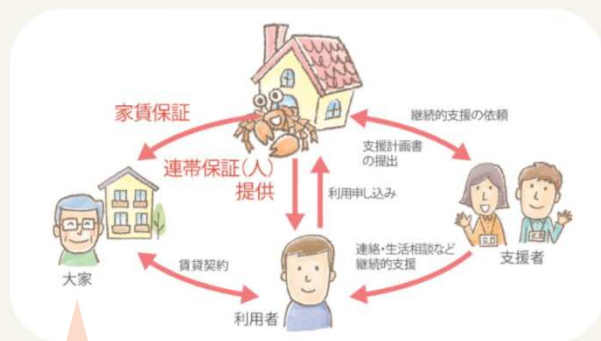 家賃保証
連帯保証(人)
提供
継続的支援の依頼
支援計画書
の提出
利用申し込み
大家
賃貸契約
利用者
連絡・生活相談など
継続的支援
支援者